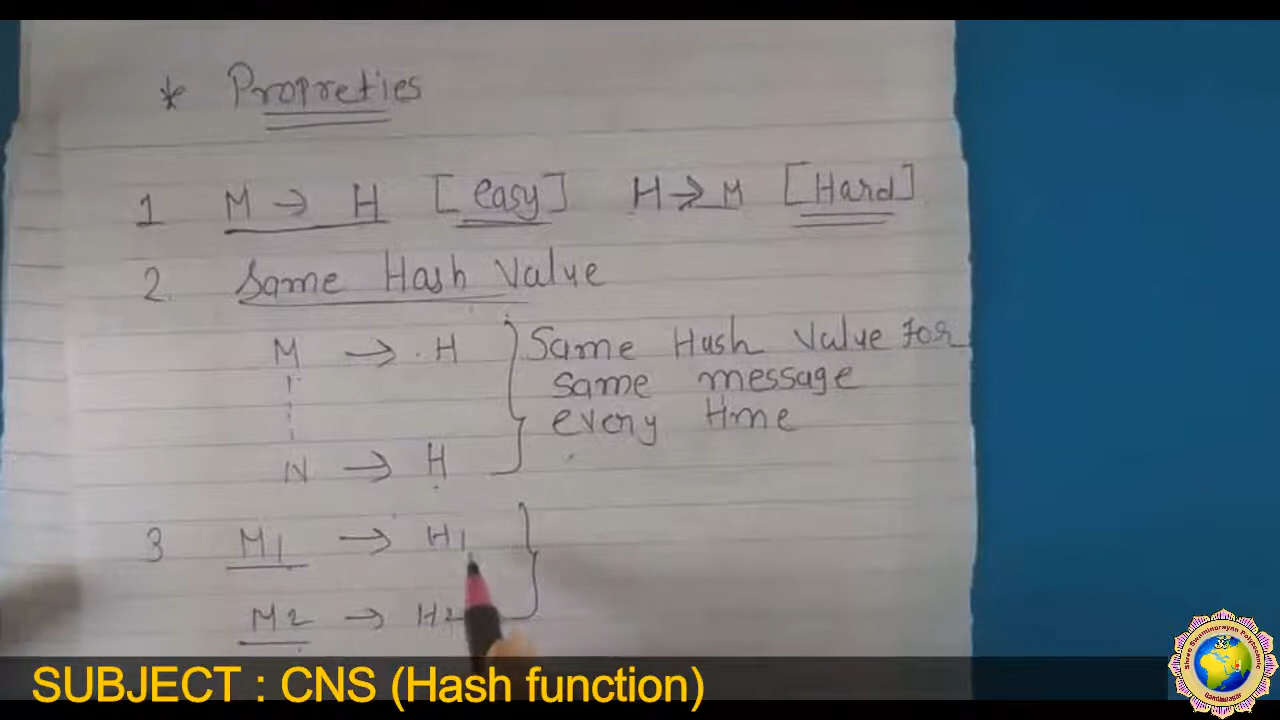 * Propreties
1 M → H [easy] H → M [Hard]
2. Same Hash Value
M → H Same Hash Value For
same message
every time
N → H
3 M1 → H1
M2 → H2
SUBJECT : CNS (Hash function)